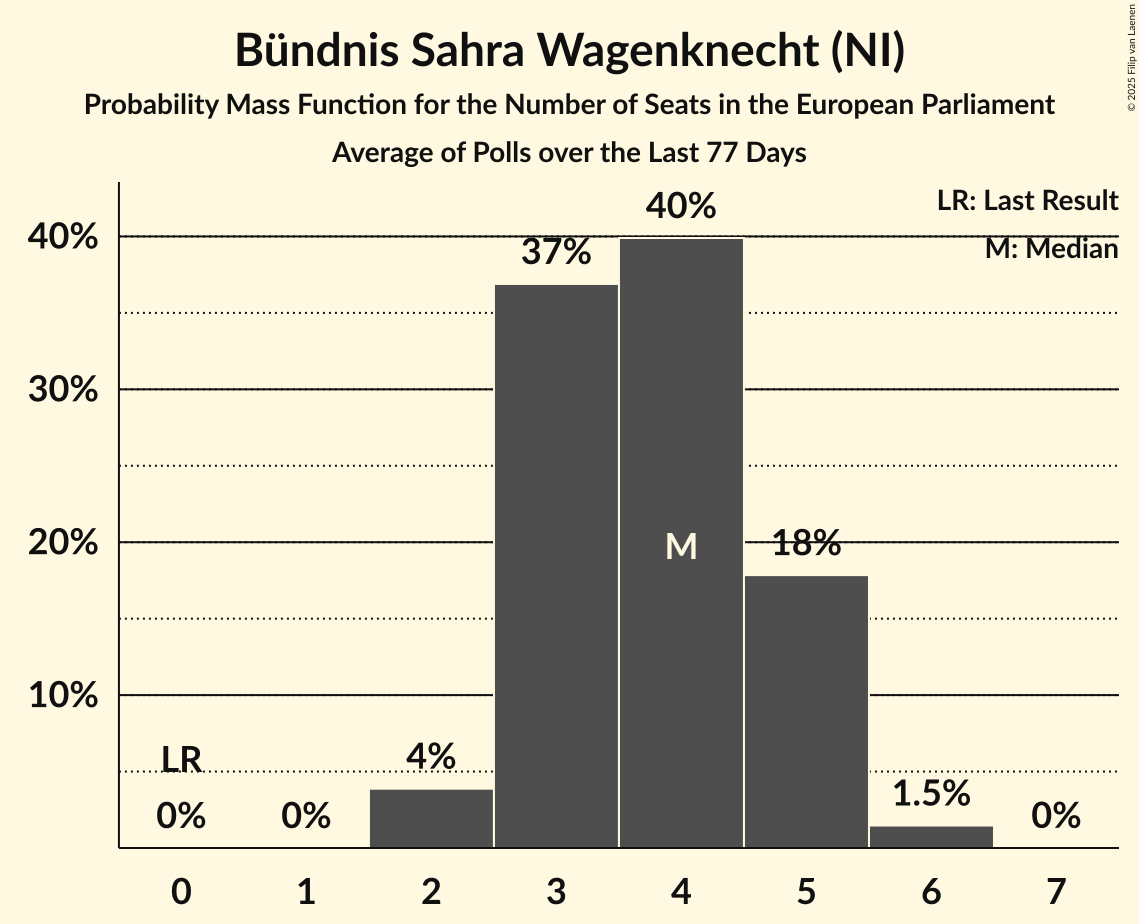 Bündnis Sahra Wagenknecht (NI)
Probability Mass Function for the Number of Seats in the European Parliament
Average of Polls over the Last 77 Days
© 2025 Filip van Laenen
LR: Last Result
M: Median
40%
30%
20%
10%
LR
0%
0%
4%
37%
40%
M
18%
1.5%
0%
0 1 2 3 4 5 6 7